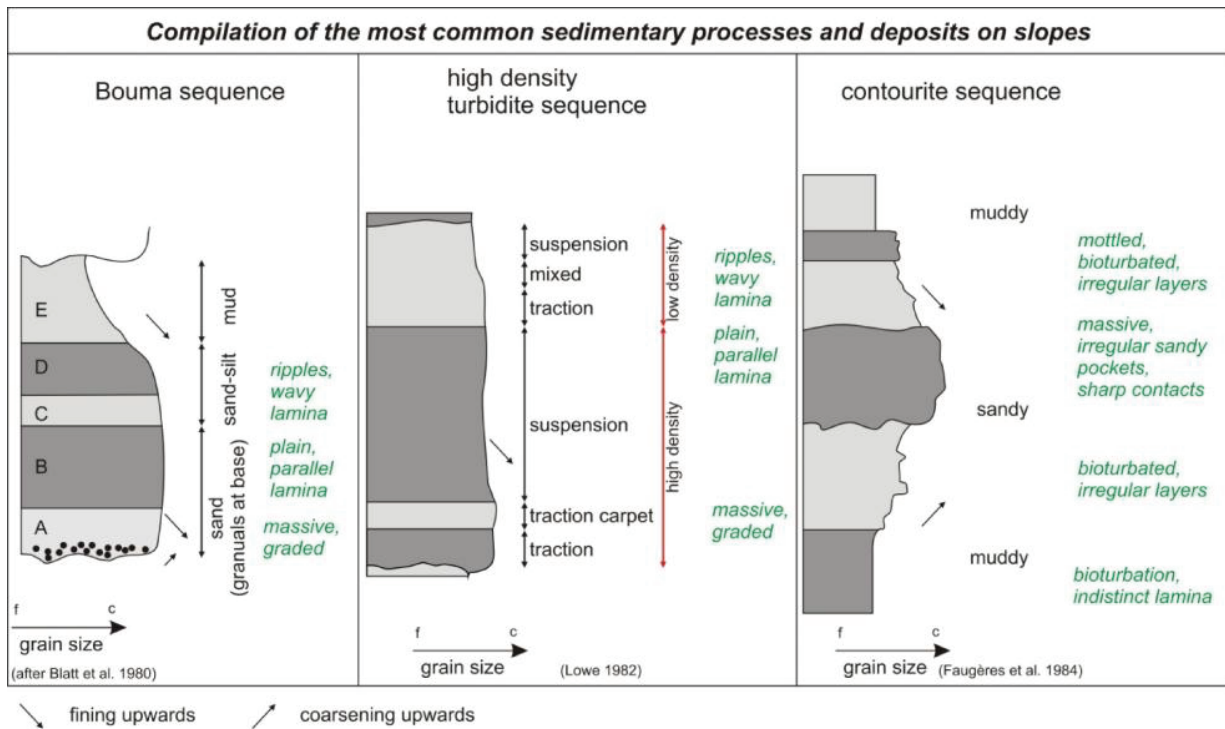 Compilation of the most common sedimentary processes and deposits on slopes
Bouma sequence
E
D
C
B
A
mud
sand-silt
sand
(granuals at base)
ripples,
wavy
lamina
plain,
parallel
lamina
massive,
graded
f
c
grain size
(after Blatt et al. 1980)
high density
turbidite sequence
suspension
mixed
traction
suspension
traction carpet
traction
low density
high density
ripples,
wavy
lamina
plain,
parallel
lamina
massive,
graded
f
c
grain size
(Lowe 1982)
contourite sequence
muddy
sandy
muddy
mottled,
bioturbated,
irregular layers
massive,
irregular sandy
pockets,
sharp contacts
bioturbated,
irregular layers
bioturbation,
indistinct lamina
f
c
grain size
(Faugères et al. 1984)
fining upwards
coarsening upwards